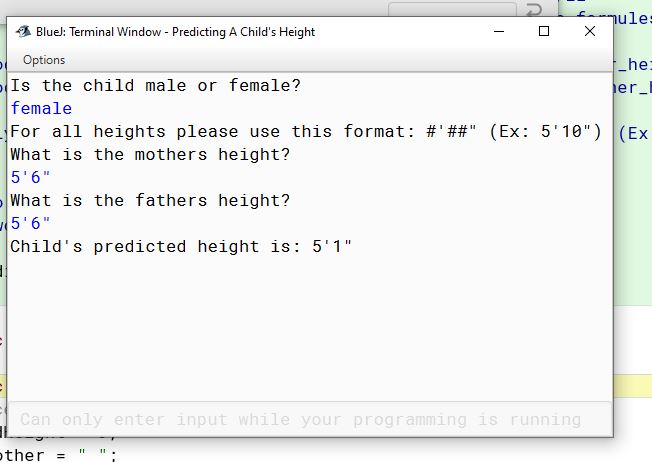 BlueJ: Terminal Window - Predicting A Child's Height
Options
Is the child male or female?
female
For all heights please use this format: #'##" (Ex: 5'10")
What is the mothers height?
5'6"
What is the fathers height?
5'6"
Child's predicted height is: 5'1"
Can only enter input while your programming is running
formules
(Ex
other = " ";